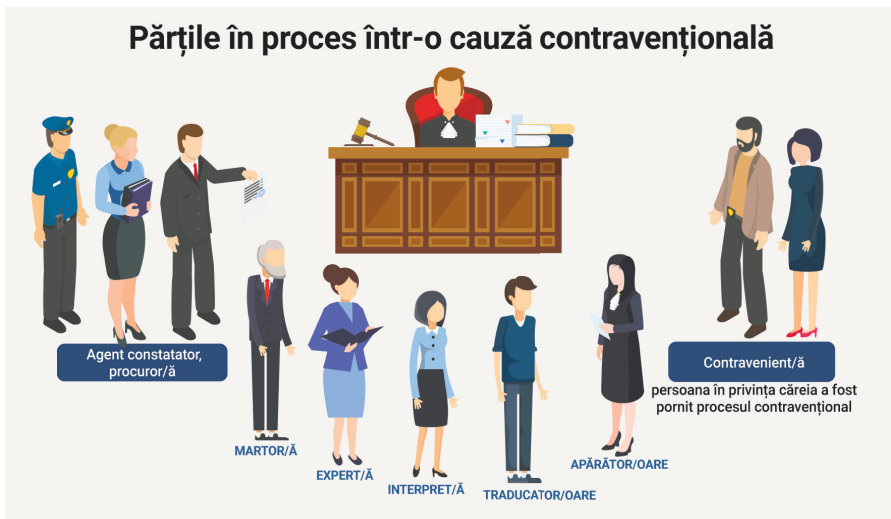 Părțile în proces într-o cauză contravențională
Agent constatator,
procuror/ă
Contravenient/ă
persoana în privința căreia a fost
pornit procesul contravențional
MARTOR/Ă
EXPERT/Ă
INTERPRET/Ă
TRADUCATOR/OARE
APĂRĂTOR/OARE